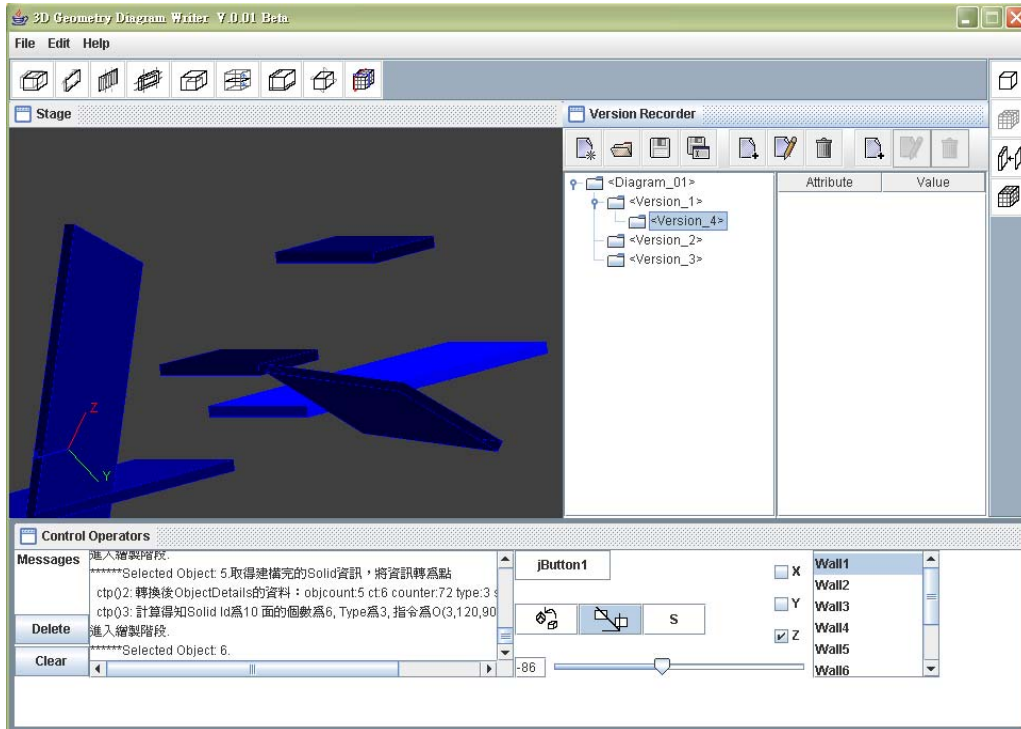 3D Geometry Diagram Writer V.0.01 Beta
File Edit Help
Stage
Version Recorder
<Diagram_01>
<Version_1>
<Version_4>
<Version_2>
<Version_3>
Attribute Value
Z
Y
Control Operators
Messages
進入繪製階段.
******Selected Object: 5.取得建構完的Solid資訊，將資訊轉為點
ctp()2: 轉換後ObjectDetails的資料：objcount:5 ct:6 counter:72 type:3 s
ctp()3: 計算得知Solid Id為10 面的個數為6, Type為3, 指令為O(3,120,90
進入繪製階段.
******Selected Object: 6.
Delete
Clear
jButton1
S
-86
X
Y
Z
Wall1
Wall2
Wall3
Wall4
Wall5
Wall6